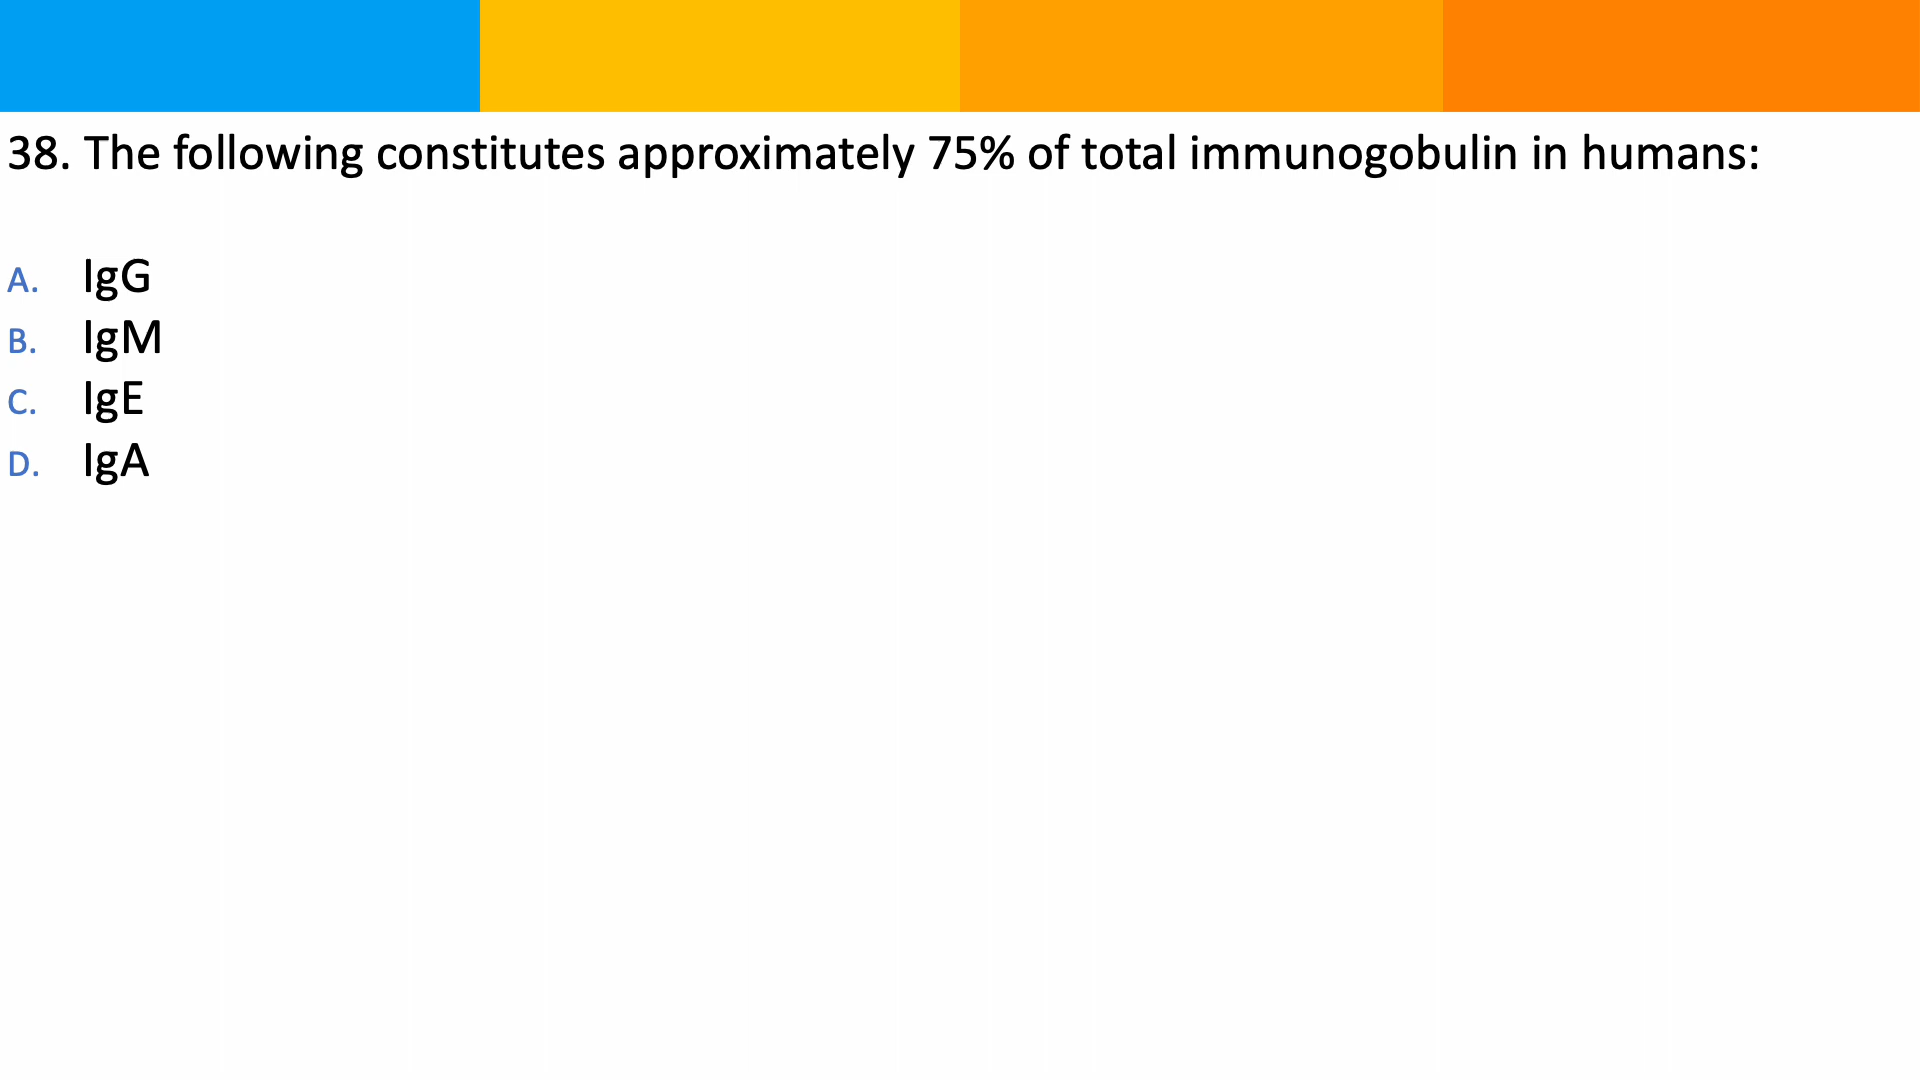 38. The following constitutes approximately 75% of total immunogobulin in humans:
A. IgG
B. IgM
C. IgE
D. IgA